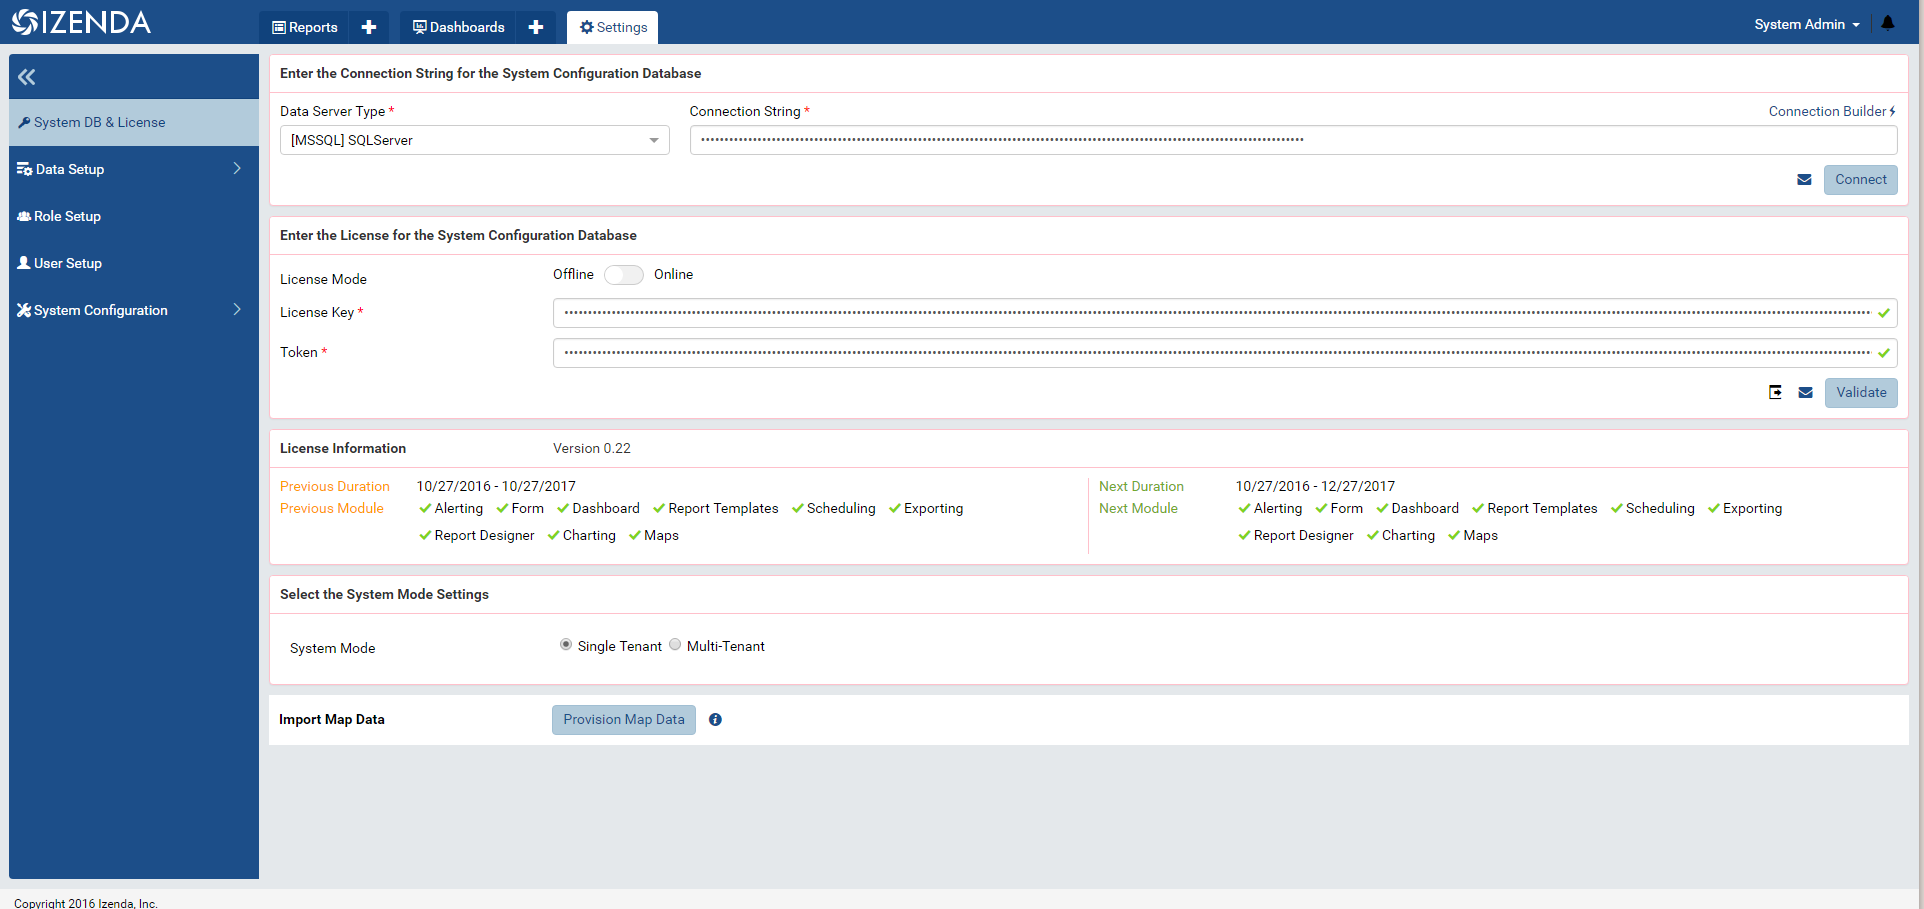 IZENDA
Reports
Dashboards
Settings
System Admin
System DB & License
Data Setup
Role Setup
User Setup
System Configuration
Enter the Connection String for the System Configuration Database
Data Server Type * Connection String * Connection Builder
[MSSQL] SQLServer
Connect
Enter the License for the System Configuration Database
License Mode Offline Online
License Key *
Token *
Validate
License Information Version 0.22
Previous Duration 10/27/2016 - 10/27/2017
Previous Module Alerting Form Dashboard Report Templates Scheduling Exporting
Report Designer Charting Maps
Next Duration 10/27/2016 - 12/27/2017
Next Module Alerting Form Dashboard Report Templates Scheduling Exporting
Report Designer Charting Maps
Select the System Mode Settings
System Mode Single Tenant Multi-Tenant
Import Map Data Provision Map Data
Copyright 2016 Izenda, Inc.